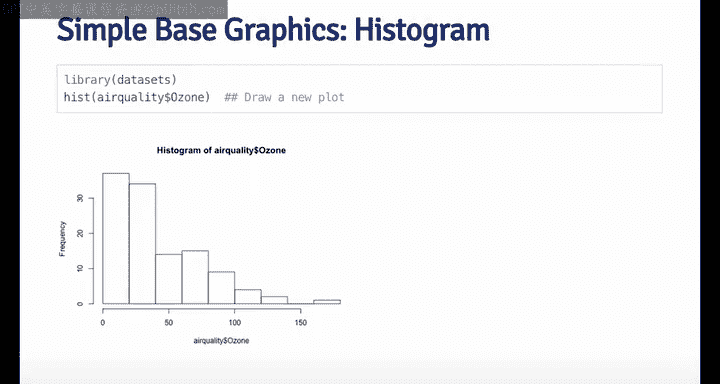 Simple Base Graphics: Histogram
library(datasets)
hist(airquality$Ozone) ## Draw a new plot
Histogram of airquality$Ozone
Frequency
0 10 20 30
0 50 100 150
airquality$Ozone